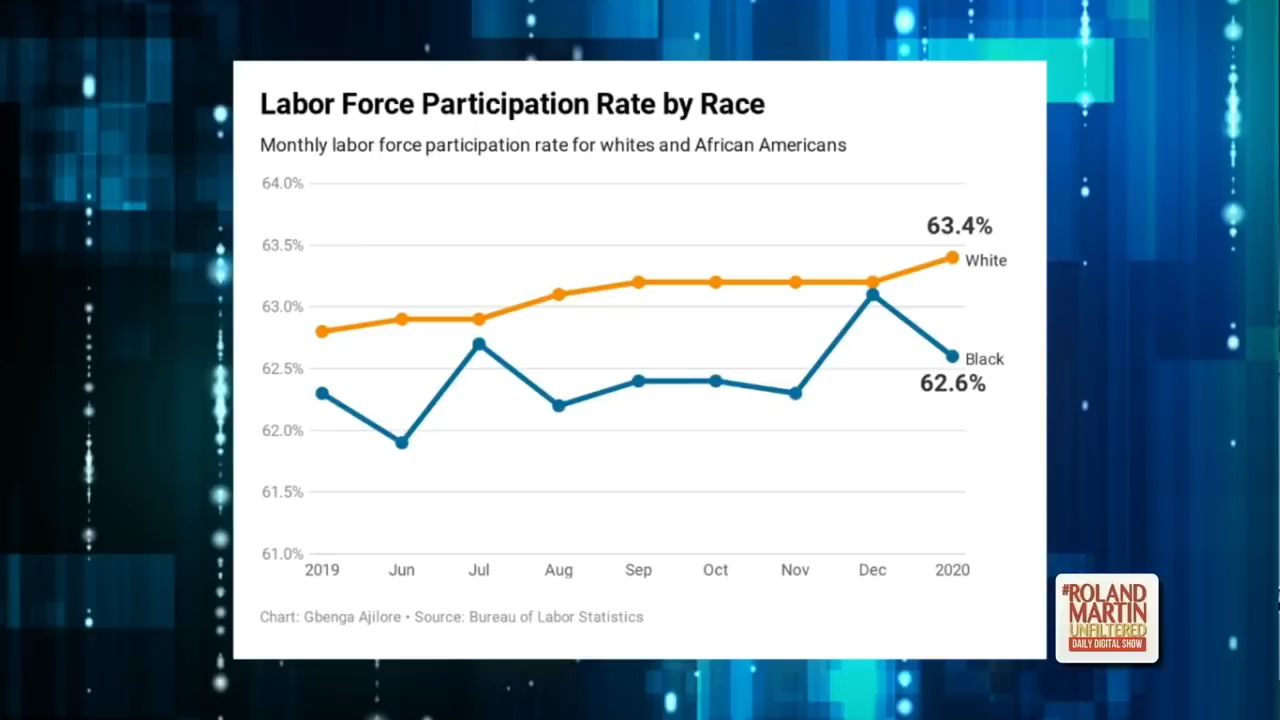 Labor Force Participation Rate by Race
Monthly labor force participation rate for whites and African Americans
64.0%
63.4%
63.5%
White
63.0%
62.5%
Black
62.6%
62.0%
61.5%
61.0%
2019 Jun Jul Aug Sep Oct Nov Dec 2020
Chart: Gbenga Ajilore • Source: Bureau of Labor Statistics
#ROLAND
MARTIN
UNFILTERED
DAILY DIGITAL SHOW